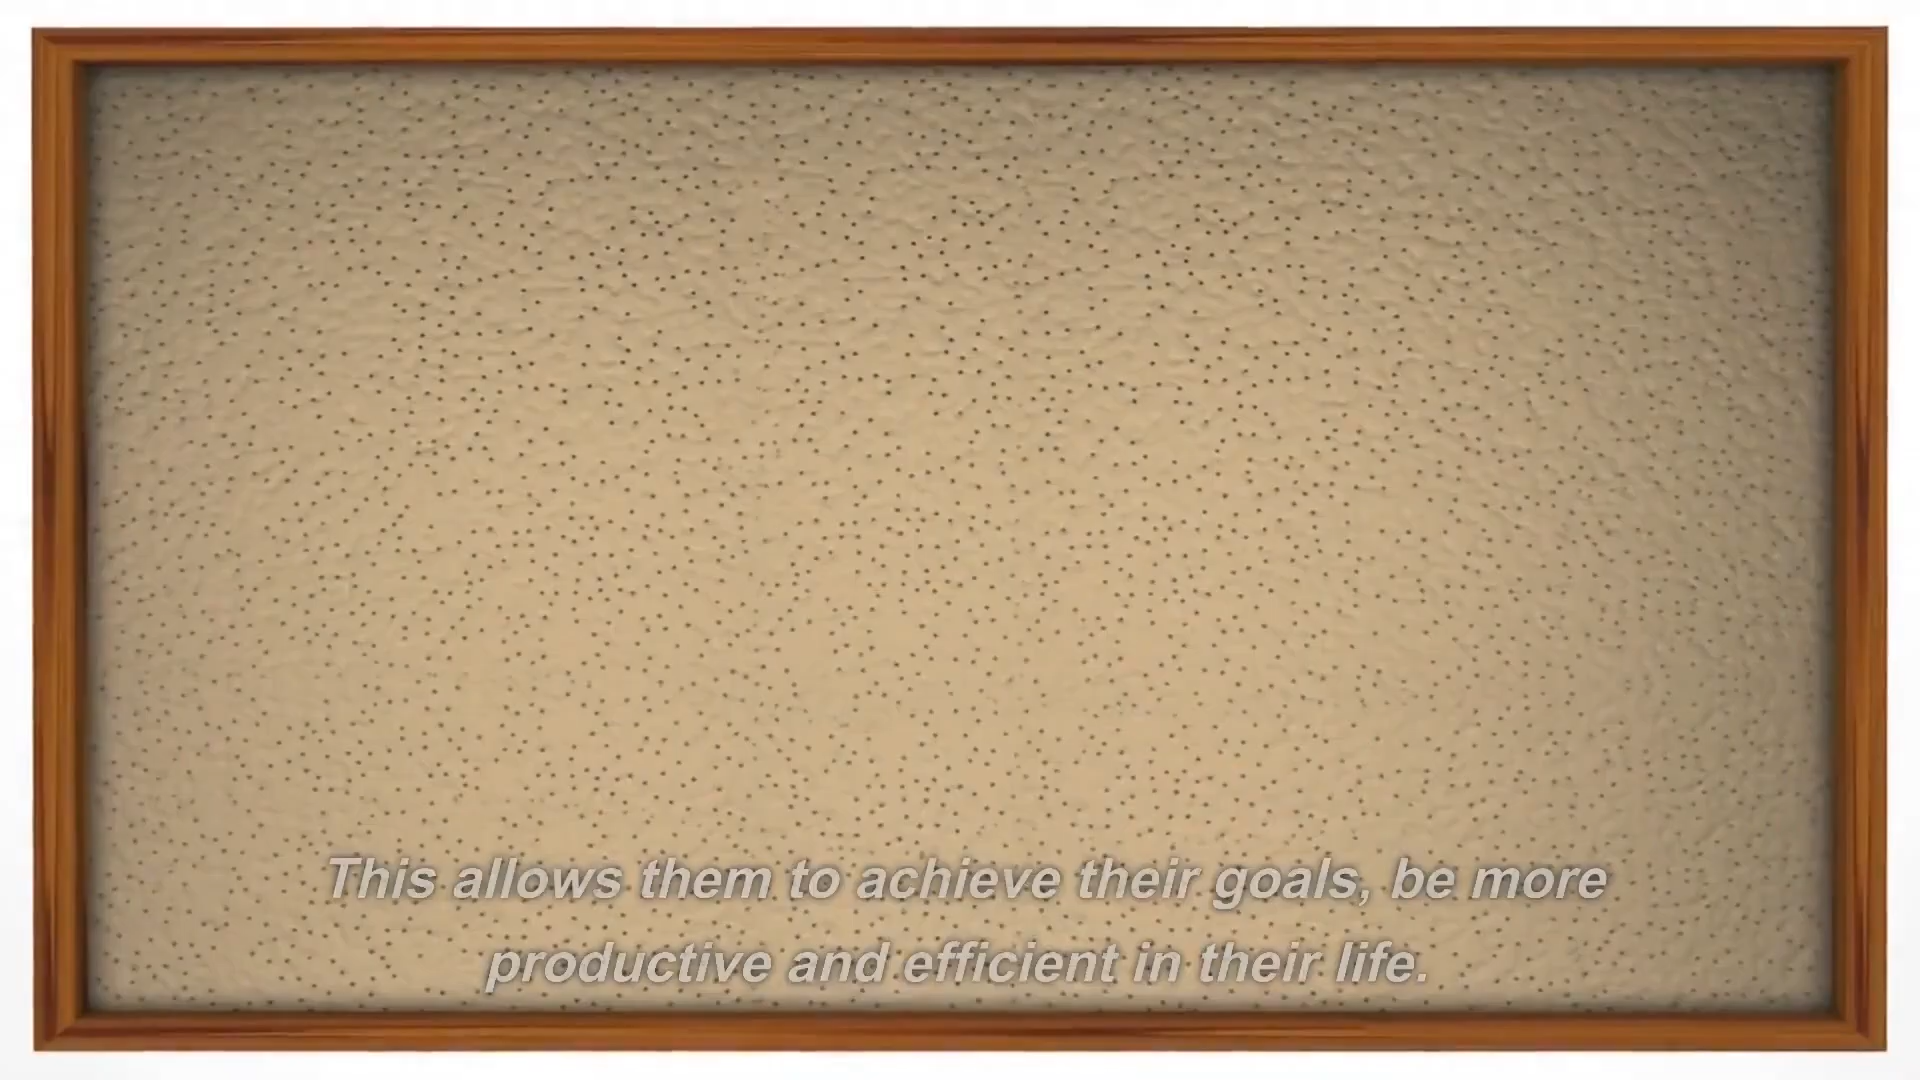 This allows them to achieve their goals, be more
productive and efficient in their life.